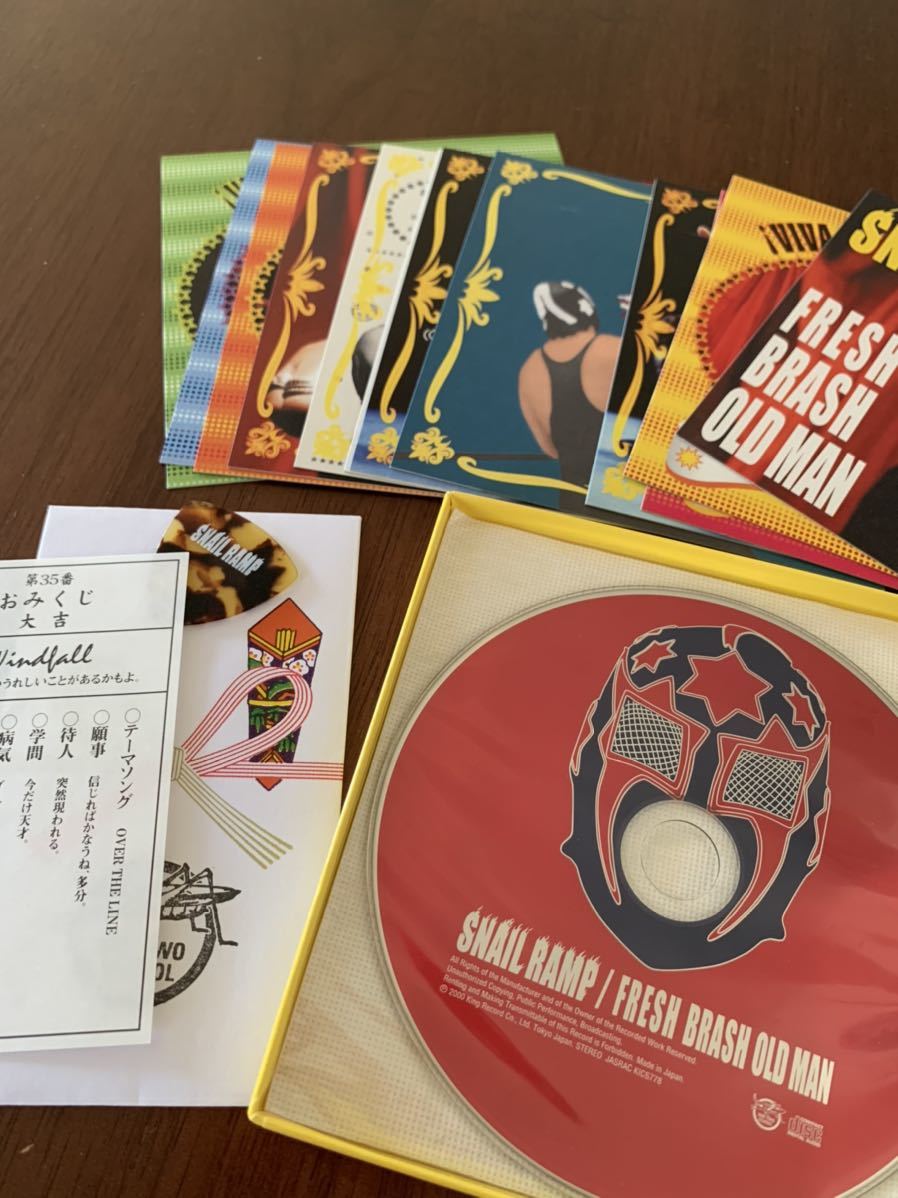 ¡VIVA
SN
FRESH
BRASH
OLD MAN
SNAIL RAMP
第35番
おみくじ
大吉
Windfall
うれしいことがあるかもよ。
○テーマソング OVER THE LINE
○願事 信じればかなうね、多分。
○待人 突然現われる。
○学問 今だけ天才。
○病気
WO
OL
SNAIL RAMP / FRESH BRASH OLD MAN
All Rights of the Manufacturer and of the Owner of the Recorded Work Reserved.
Unauthorized Copying, Public Performance, Broadcasting,
Renting and Making Transmittable of this Record is Forbidden. Made in Japan.
Ⓟ 2000 King Record Co., Ltd. Tokyo Japan. STEREO JASRAC KICS778